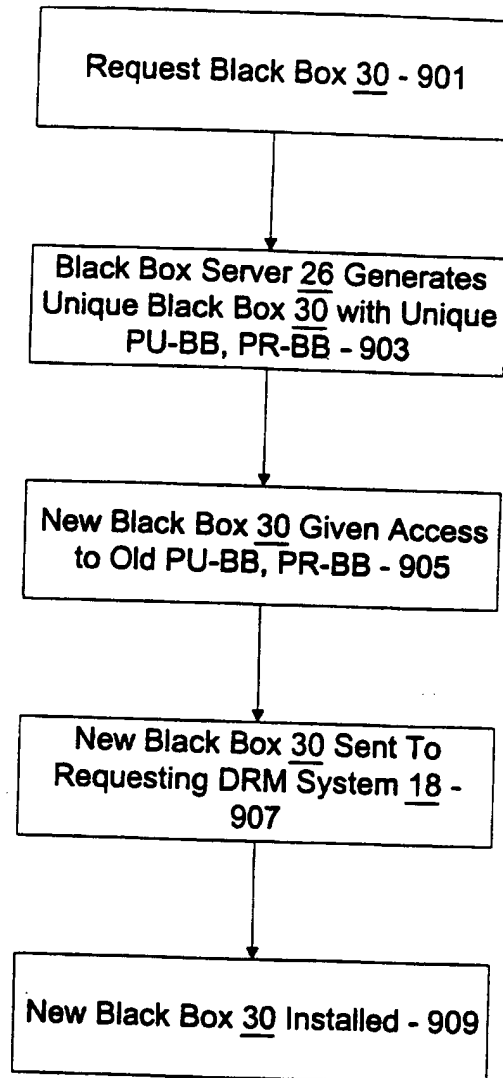 Request Black Box 30 - 901
Black Box Server 26 Generates
Unique Black Box 30 with Unique
PU-BB, PR-BB - 903
New Black Box 30 Given Access
to Old PU-BB, PR-BB - 905
New Black Box 30 Sent To
Requesting DRM System 18 -
907
New Black Box 30 Installed - 909